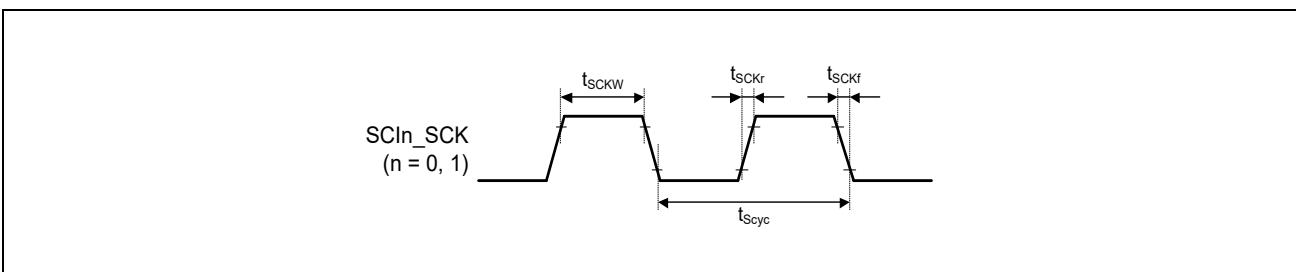 tSCKW
tSCKr
tSCKf
SCIn_SCK
(n = 0, 1)
tScyc